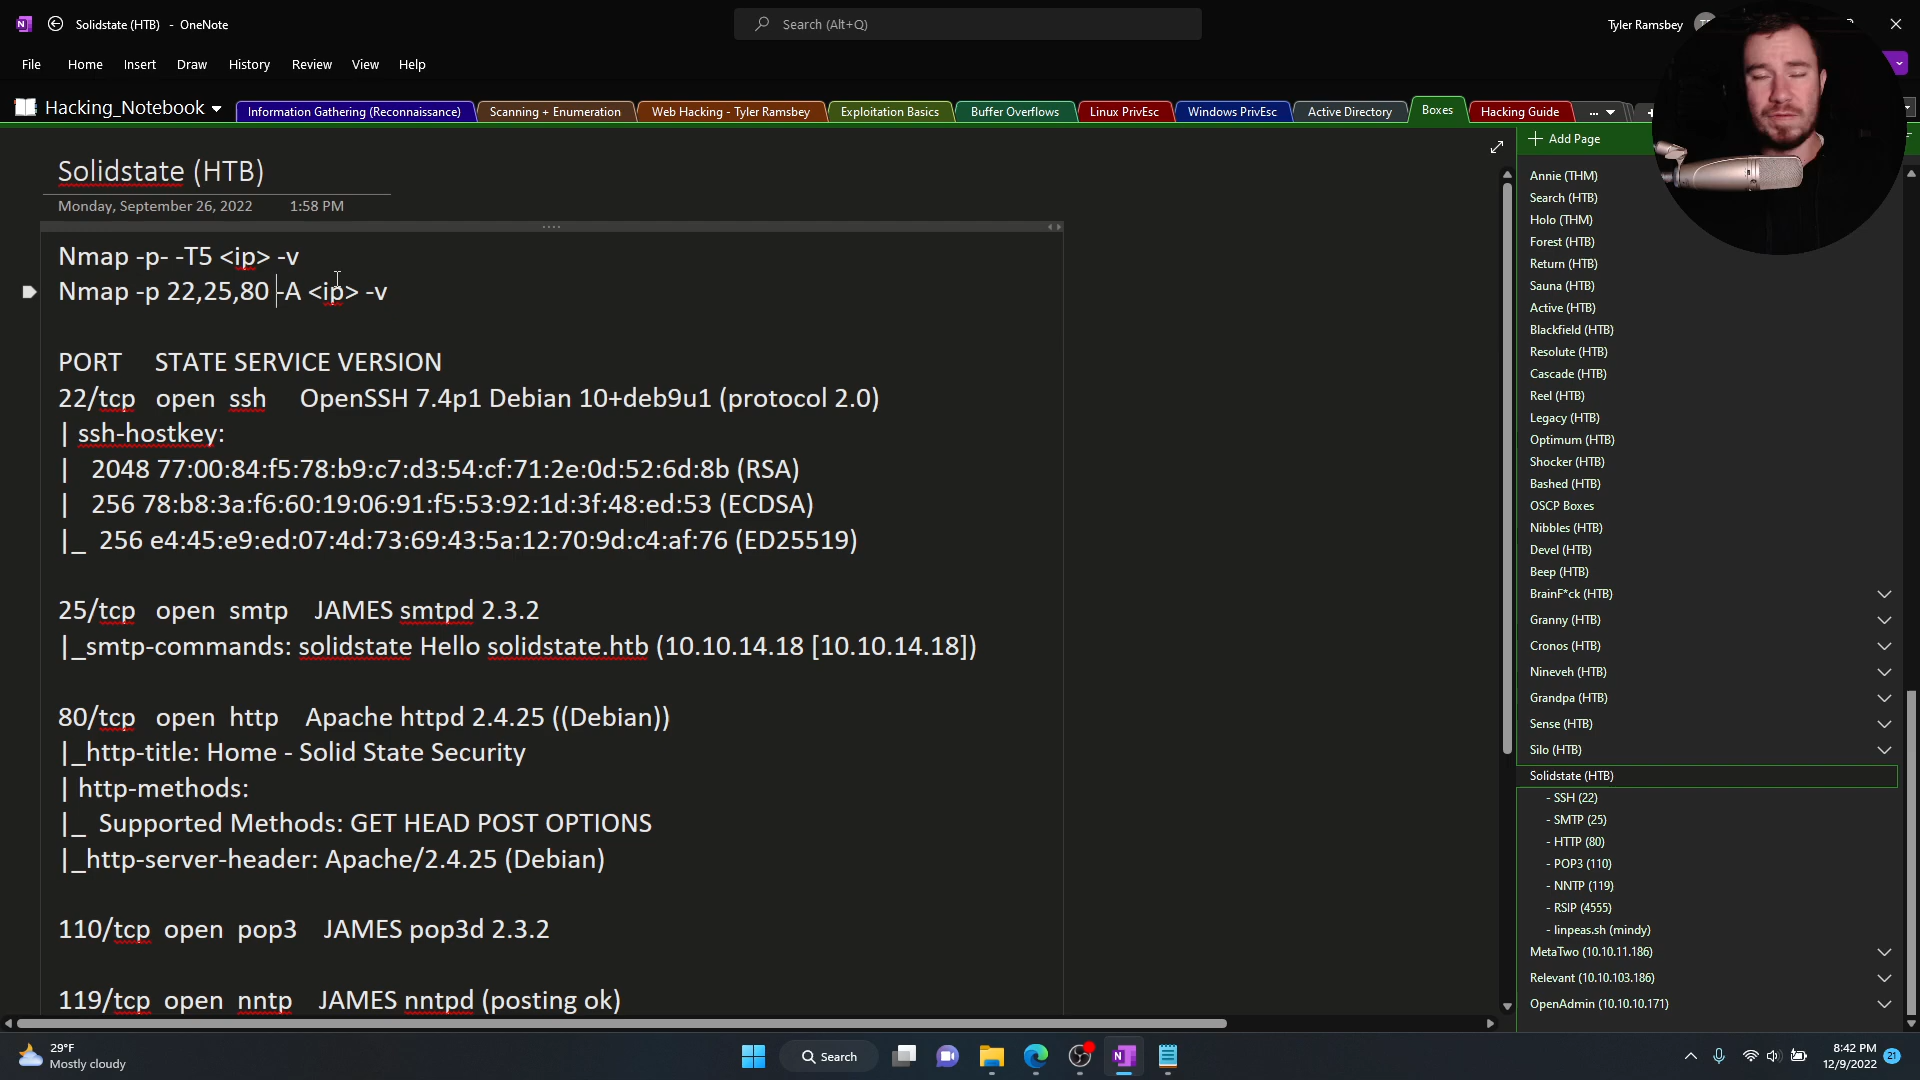 Solidstate (HTB) - OneNote
Search (Alt+Q)
Tyler Ramsbey
File Home Insert Draw History Review View Help
Hacking_Notebook
Information Gathering (Reconnaissance)
Scanning + Enumeration
Web Hacking - Tyler Ramsbey
Exploitation Basics
Buffer Overflows
Linux PrivEsc
Windows PrivEsc
Active Directory
Boxes
Hacking Guide
...
Solidstate (HTB)
Monday, September 26, 2022 1:58 PM
Nmap -p- -T5 <ip> -v
Nmap -p 22,25,80 -A <ip> -v
PORT STATE SERVICE VERSION
22/tcp open ssh OpenSSH 7.4p1 Debian 10+deb9u1 (protocol 2.0)
| ssh-hostkey:
| 2048 77:00:84:f5:78:b9:c7:d3:54:cf:71:2e:0d:52:6d:8b (RSA)
| 256 78:b8:3a:f6:60:19:06:91:f5:53:92:1d:3f:48:ed:53 (ECDSA)
|_ 256 e4:45:e9:ed:07:4d:73:69:43:5a:12:70:9d:c4:af:76 (ED25519)
25/tcp open smtp JAMES smtpd 2.3.2
|_smtp-commands: solidstate Hello solidstate.htb (10.10.14.18 [10.10.14.18])
80/tcp open http Apache httpd 2.4.25 ((Debian))
|_http-title: Home - Solid State Security
| http-methods:
|_ Supported Methods: GET HEAD POST OPTIONS
|_http-server-header: Apache/2.4.25 (Debian)
110/tcp open pop3 JAMES pop3d 2.3.2
119/tcp open nntp JAMES nntpd (posting ok)
Add Page
Annie (THM)
Search (HTB)
Holo (THM)
Forest (HTB)
Return (HTB)
Sauna (HTB)
Active (HTB)
Blackfield (HTB)
Resolute (HTB)
Cascade (HTB)
Reel (HTB)
Legacy (HTB)
Optimum (HTB)
Shocker (HTB)
Bashed (HTB)
OSCP Boxes
Nibbles (HTB)
Devel (HTB)
Beep (HTB)
BrainF*ck (HTB)
Granny (HTB)
Cronos (HTB)
Nineveh (HTB)
Grandpa (HTB)
Sense (HTB)
Silo (HTB)
Solidstate (HTB)
- SSH (22)
- SMTP (25)
- HTTP (80)
- POP3 (110)
- NNTP (119)
- RSIP (4555)
- linpeas.sh (mindy)
MetaTwo (10.10.11.186)
Relevant (10.10.103.186)
OpenAdmin (10.10.10.171)
29°F
Mostly cloudy
Search
8:42 PM
12/9/2022
21